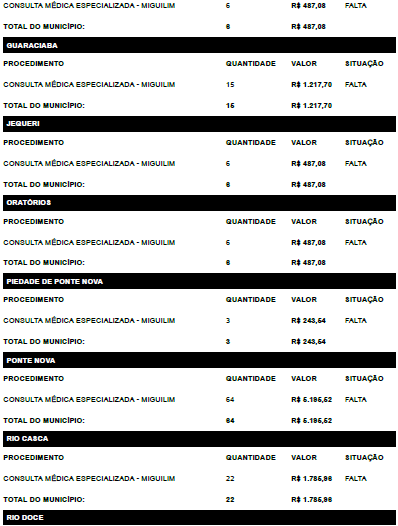 CONSULTA MÉDICA ESPECIALIZADA - MIGUILIM 6 R$ 487,08 FALTA
TOTAL DO MUNICÍPIO: 6 R$ 487,08
GUARACIABA
PROCEDIMENTO QUANTIDADE VALOR SITUAÇÃO
CONSULTA MÉDICA ESPECIALIZADA - MIGUILIM 15 R$ 1.217,70 FALTA
TOTAL DO MUNICÍPIO: 15 R$ 1.217,70
JEQUERI
PROCEDIMENTO QUANTIDADE VALOR SITUAÇÃO
CONSULTA MÉDICA ESPECIALIZADA - MIGUILIM 6 R$ 487,08 FALTA
TOTAL DO MUNICÍPIO: 6 R$ 487,08
ORATÓRIOS
PROCEDIMENTO QUANTIDADE VALOR SITUAÇÃO
CONSULTA MÉDICA ESPECIALIZADA - MIGUILIM 6 R$ 487,08 FALTA
TOTAL DO MUNICÍPIO: 6 R$ 487,08
PIEDADE DE PONTE NOVA
PROCEDIMENTO QUANTIDADE VALOR SITUAÇÃO
CONSULTA MÉDICA ESPECIALIZADA - MIGUILIM 3 R$ 243,54 FALTA
TOTAL DO MUNICÍPIO: 3 R$ 243,54
PONTE NOVA
PROCEDIMENTO QUANTIDADE VALOR SITUAÇÃO
CONSULTA MÉDICA ESPECIALIZADA - MIGUILIM 64 R$ 5.195,52 FALTA
TOTAL DO MUNICÍPIO: 64 R$ 5.195,52
RIO CASCA
PROCEDIMENTO QUANTIDADE VALOR SITUAÇÃO
CONSULTA MÉDICA ESPECIALIZADA - MIGUILIM 22 R$ 1.785,96 FALTA
TOTAL DO MUNICÍPIO: 22 R$ 1.785,96
RIO DOCE